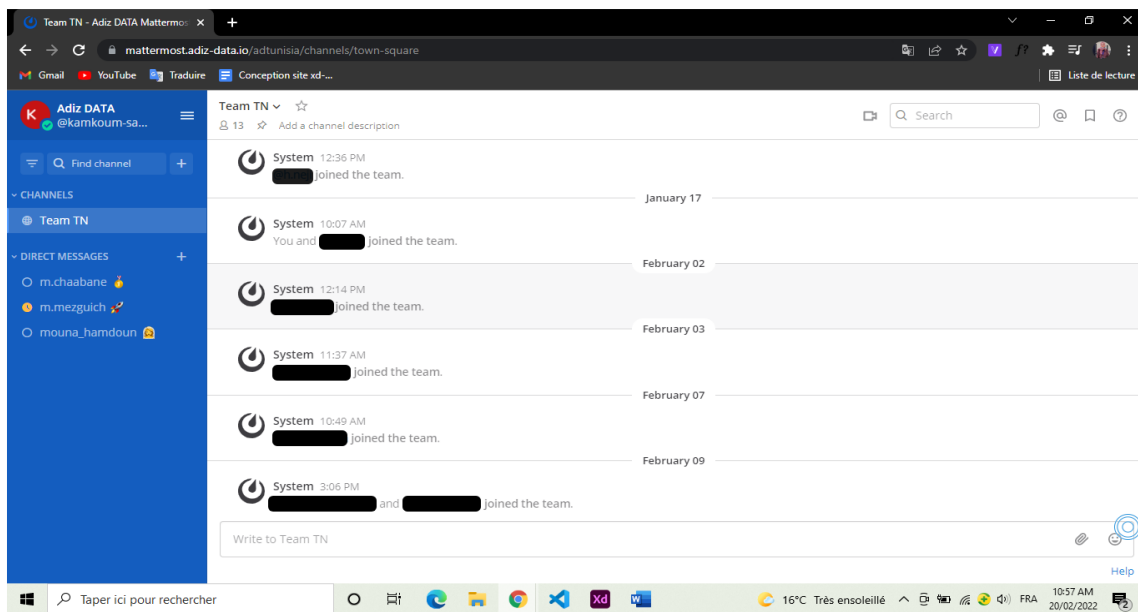 Team TN - Adiz DATA Mattermos
mattermost.adiz-data.io/adtunisia/channels/town-square
Gmail YouTube Traduire Conception site xd-... Liste de lecture
K Adiz DATA
@kamkoum-sa...
Team TN
13 Add a channel description
Search
Find channel
CHANNELS
Team TN
DIRECT MESSAGES
m.chaabane
m.mezguich
mouna_hamdoun
System 12:36 PM
joined the team.
January 17
System 10:07 AM
You and joined the team.
February 02
System 12:14 PM
joined the team.
February 03
System 11:37 AM
joined the team.
February 07
System 10:49 AM
joined the team.
February 09
System 3:06 PM
and joined the team.
Write to Team TN
Help
Taper ici pour rechercher
Xd
16°C Très ensoleillé
FRA
10:57 AM
20/02/2022
2